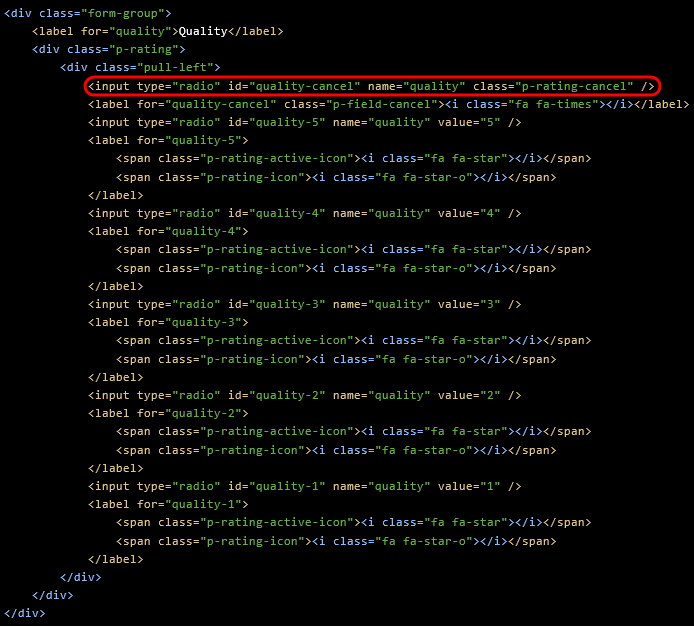 <div class="form-group">
<label for="quality">Quality</label>
<div class="p-rating">
<div class="pull-left">
<input type="radio" id="quality-cancel" name="quality" class="p-rating-cancel" />
<label for="quality-cancel" class="p-field-cancel"><i class="fa fa-times"></i></label>
<input type="radio" id="quality-5" name="quality" value="5" />
<label for="quality-5">
<span class="p-rating-active-icon"><i class="fa fa-star"></i></span>
<span class="p-rating-icon"><i class="fa fa-star-o"></i></span>
</label>
<input type="radio" id="quality-4" name="quality" value="4" />
<label for="quality-4">
<span class="p-rating-active-icon"><i class="fa fa-star"></i></span>
<span class="p-rating-icon"><i class="fa fa-star-o"></i></span>
</label>
<input type="radio" id="quality-3" name="quality" value="3" />
<label for="quality-3">
<span class="p-rating-active-icon"><i class="fa fa-star"></i></span>
<span class="p-rating-icon"><i class="fa fa-star-o"></i></span>
</label>
<input type="radio" id="quality-2" name="quality" value="2" />
<label for="quality-2">
<span class="p-rating-active-icon"><i class="fa fa-star"></i></span>
<span class="p-rating-icon"><i class="fa fa-star-o"></i></span>
</label>
<input type="radio" id="quality-1" name="quality" value="1" />
<label for="quality-1">
<span class="p-rating-active-icon"><i class="fa fa-star"></i></span>
<span class="p-rating-icon"><i class="fa fa-star-o"></i></span>
</label>
</div>
</div>
</div>